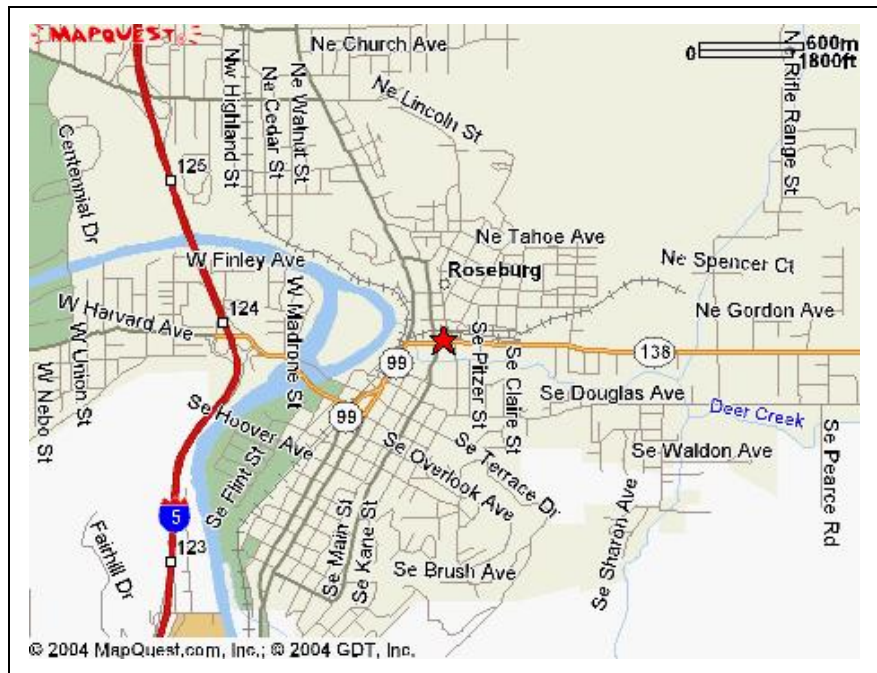 MAPQUEST
Ne Church Ave
0
600m
1800ft
Ne Rifle Range St
Nw Highland St
Ne Cedar St
Ne Walnut St
Ne Lincoln St
Centennial Dr
125
Ne Tahoe Ave
W Finley Ave
Roseburg
Ne Spencer Ct
W Harvard Ave
124
W Madrone St
Ne Gordon Ave
W Nebo St
W Union St
99
138
Se Pitzer St
Se Claire St
Se Douglas Ave
Deer Creek
99
Se Hoover Ave
Se Flint St
Se Overlook Ave
Se Terrace Dr
Se Waldon Ave
Se Pearce Rd
5
Se Main St
Se Kane St
Se Sharon Ave
Fairhill Dr
123
Se Brush Ave
© 2004 MapQuest.com, Inc.; © 2004 GDT, Inc.